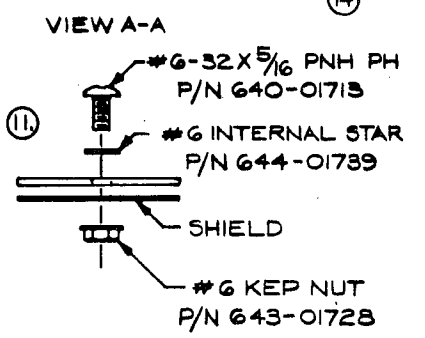 14
VIEW A-A
#6-32 X 5/16 PNH PH
P/N 640-01713
11.
#6 INTERNAL STAR
P/N 644-01739
SHIELD
#6 KEP NUT
P/N 643-01728